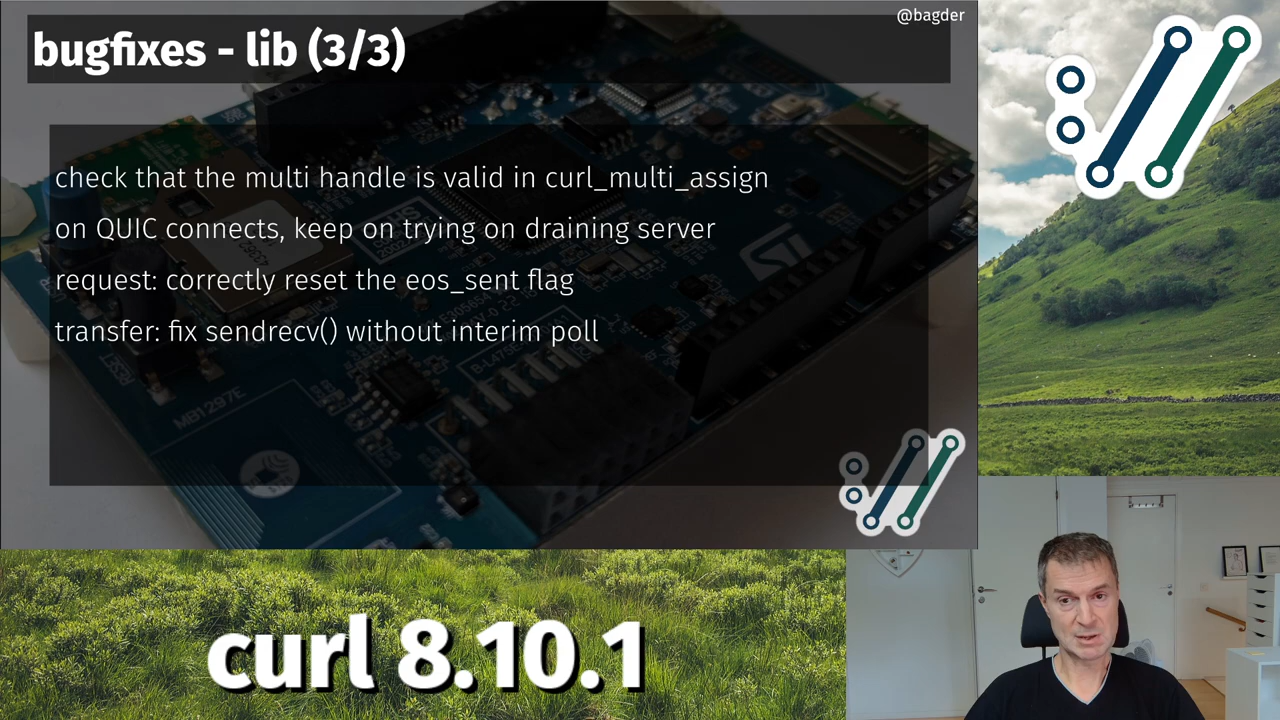 @bagder
bugfixes - lib (3/3)
check that the multi handle is valid in curl_multi_assign
on QUIC connects, keep on trying on draining server
request: correctly reset the eos_sent flag
transfer: fix sendrecv() without interim poll
MB1297E
curl 8.10.1